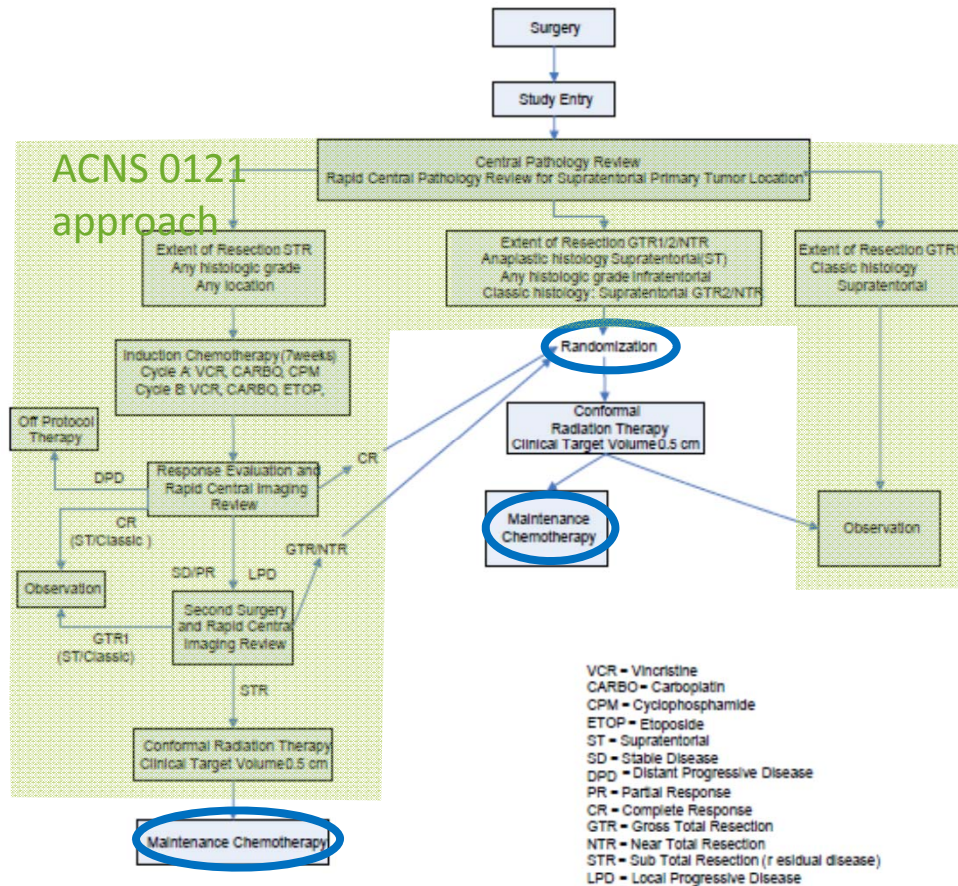 Surgery
Study Entry
ACNS 0121
approach
Central Pathology Review
Rapid Central Pathology Review for Supratentorial Primary Tumor Location*
Extent of Resection STR
Any histologic grade
Any location
Extent of Resection GTR1/2/NTR
Anaplastic histology Supratentorial(ST)
Any histologic grade Infratentorial
Classic histology: Supratentorial GTR2/NTR
Extent of Resection GTR1
Classic histology
Supratentorial
Randomization
Induction Chemotherapy (7weeks)
Cycle A: VCR, CARBO, CPM
Cycle B: VCR, CARBO, ETOP,
Off Protocol
Therapy
DPD
Response Evaluation and
Rapid Central Imaging
Review
CR
Conformal
Radiation Therapy
Clinical Target Volume 0.5 cm
CR
(ST/Classic )
Maintenance
Chemotherapy
Observation
SD/PR
LPD
GTR/NTR
Observation
GTR1
(ST/Classic)
Second Surgery
and Rapid Central
Imaging Review
STR
Conformal Radiation Therapy
Clinical Target Volume 0.5 cm
Maintenance Chemotherapy
VCR = Vincristine
CARBO = Carboplatin
CPM = Cyclophosphamide
ETOP = Etoposide
ST = Supratentorial
SD = Stable Disease
DPD = Distant Progressive Disease
PR = Partial Response
CR = Complete Response
GTR = Gross Total Resection
NTR = Near Total Resection
STR = Sub Total Resection (r esidual disease)
LPD = Local Progressive Disease